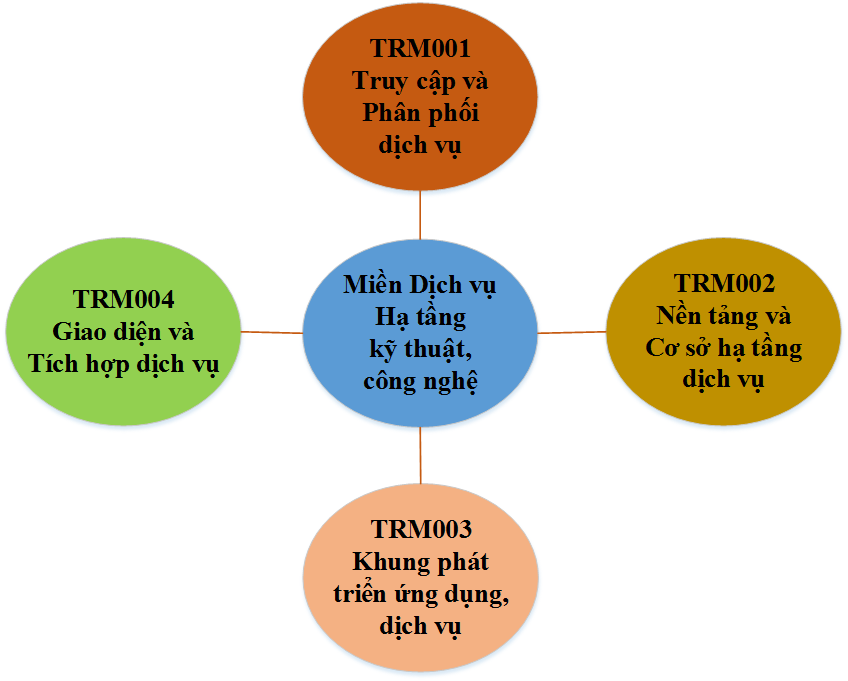 TRM001
Truy cập và
Phân phối
dịch vụ
TRM004
Giao diện và
Tích hợp dịch vụ
Miền Dịch vụ
Hạ tầng
kỹ thuật,
công nghệ
TRM002
Nền tảng và
Cơ sở hạ tầng
dịch vụ
TRM003
Khung phát
triển ứng dụng,
dịch vụ